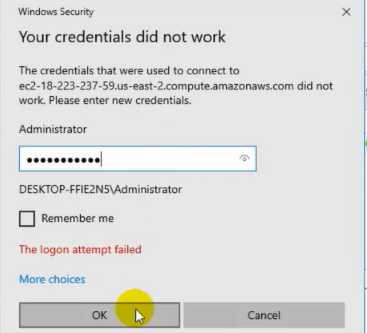 Windows Security
Your credentials did not work
The credentials that were used to connect to
ec2-18-223-237-59.us-east-2.compute.amazonaws.com did not
work. Please enter new credentials.
Administrator
●●●●●●●●●●●
DESKTOP-FFIE2N5\Administrator
Remember me
The logon attempt failed
More choices
OK
Cancel